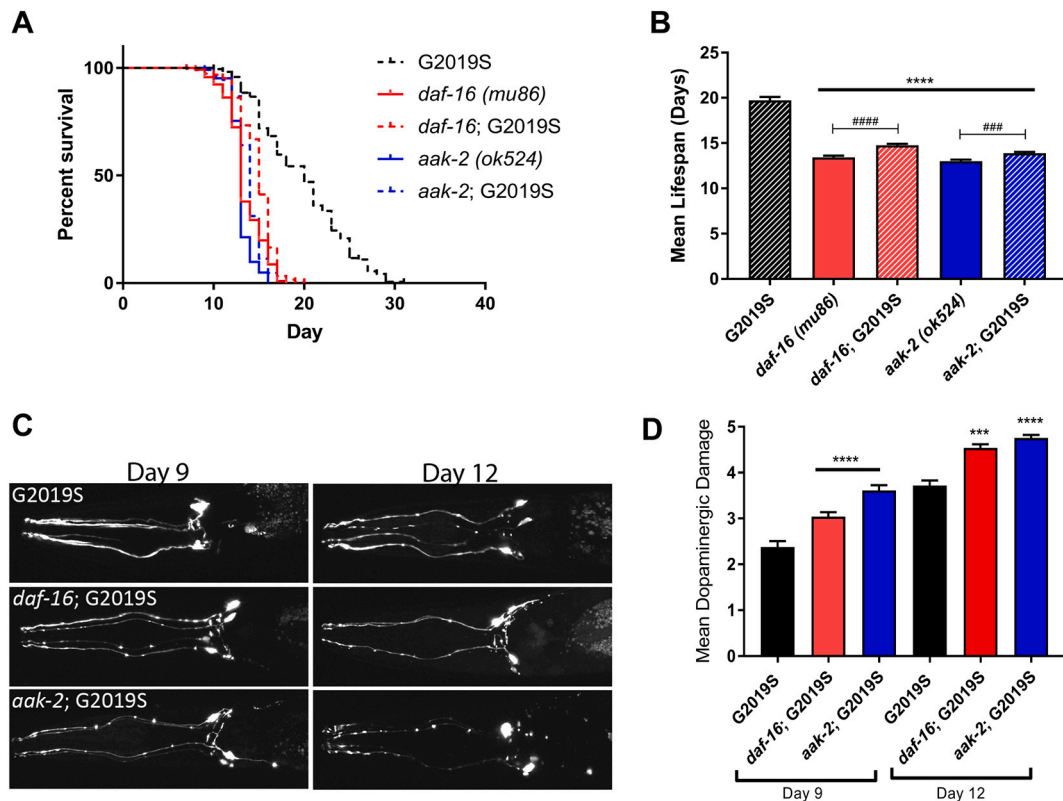 A
Percent survival
100
50
0
0
10
20
30
40
Day
G2019S
daf-16 (mu86)
daf-16; G2019S
aak-2 (ok524)
aak-2; G2019S
B
Mean Lifespan (Days)
25
20
15
10
5
0
****
####
###
G2019S
daf-16 (mu86)
daf-16; G2019S
aak-2 (ok524)
aak-2; G2019S
C
Day 9
Day 12
G2019S
daf-16; G2019S
aak-2; G2019S
D
Mean Dopaminergic Damage
5
4
3
2
1
0
****
***
****
G2019S
daf-16; G2019S
aak-2; G2019S
G2019S
daf-16; G2019S
aak-2; G2019S
Day 9
Day 12